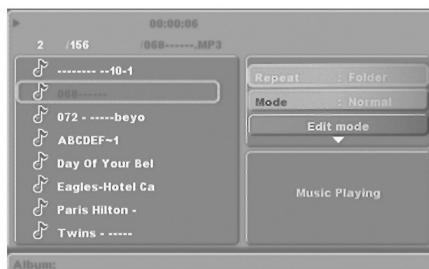 00:00:06
2 /156 /068------.MP3
-------- --10-1
068------
072 - -----beyo
ABCDEF~1
Day Of Your Bel
Eagles-Hotel Ca
Paris Hilton -
Twins - -----
Repeat : Folder
Mode : Normal
Edit mode
Music Playing
Album: